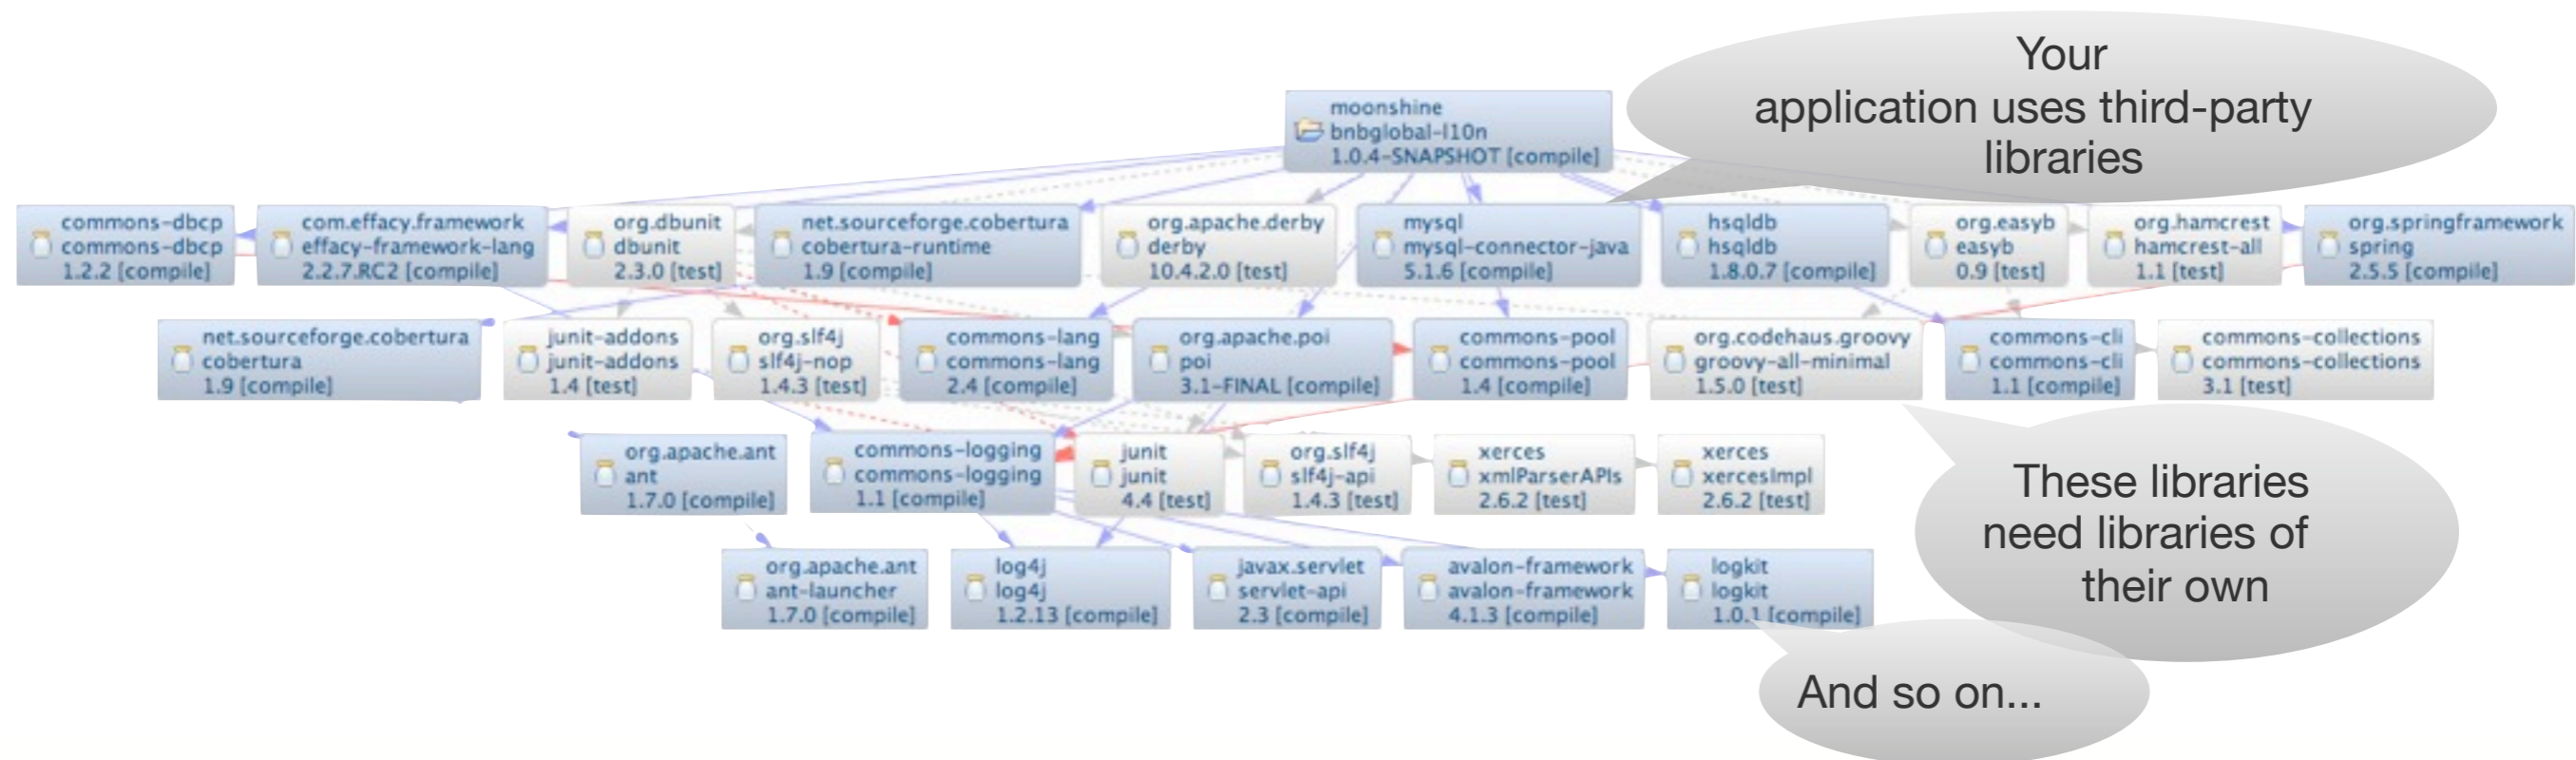 Your
application uses third-party
libraries
moonshine
bnbglobal-l10n
1.0.4-SNAPSHOT [compile]
commons-dbcp
commons-dbcp
1.2.2 [compile]
com.effacy.framework
effacy-framework-lang
2.2.7.RC2 [compile]
org.dbunit
dbunit
2.3.0 [test]
net.sourceforge.cobertura
cobertura-runtime
1.9 [compile]
org.apache.derby
derby
10.4.2.0 [test]
mysql
mysql-connector-java
5.1.6 [compile]
hsqldb
hsqldb
1.8.0.7 [compile]
org.easyb
easyb
0.9 [test]
org.hamcrest
hamcrest-all
1.1 [test]
org.springframework
spring
2.5.5 [compile]
net.sourceforge.cobertura
cobertura
1.9 [compile]
junit-addons
junit-addons
1.4 [test]
org.slf4j
slf4j-nop
1.4.3 [test]
commons-lang
commons-lang
2.4 [compile]
org.apache.poi
poi
3.1-FINAL [compile]
commons-pool
commons-pool
1.4 [compile]
org.codehaus.groovy
groovy-all-minimal
1.5.0 [test]
commons-cli
commons-cli
1.1 [compile]
commons-collections
commons-collections
3.1 [test]
org.apache.ant
ant
1.7.0 [compile]
commons-logging
commons-logging
1.1 [compile]
junit
junit
4.4 [test]
org.slf4j
slf4j-api
1.4.3 [test]
xerces
xmlParserAPIs
2.6.2 [test]
xerces
xercesImpl
2.6.2 [test]
These libraries
need libraries of
their own
org.apache.ant
ant-launcher
1.7.0 [compile]
log4j
log4j
1.2.13 [compile]
javax.servlet
servlet-api
2.3 [compile]
avalon-framework
avalon-framework
4.1.3 [compile]
logkit
logkit
1.0.1 [compile]
And so on...